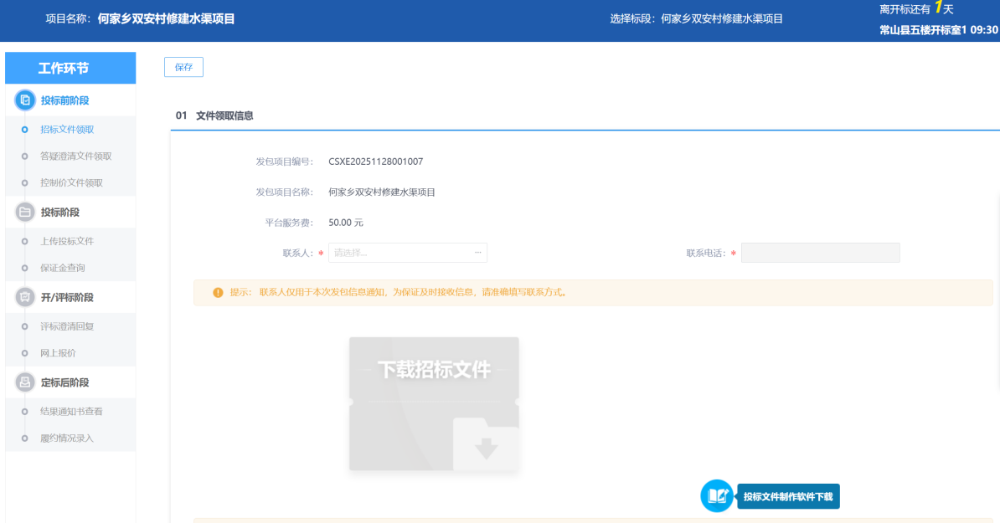 项目名称： 何家乡双安村修建水渠项目
选择标段：何家乡双安村修建水渠项目
离开标还有 1 天
常山县五楼开标室1 09:30
工作环节
保存
投标前阶段
招标文件领取
答疑澄清文件领取
控制价文件领取
投标阶段
上传投标文件
保证金查询
开/评标阶段
评标澄清回复
网上报价
定标后阶段
结果通知书查看
履约情况录入
01 文件领取信息
发包项目编号： CSXE20251128001007
发包项目名称： 何家乡双安村修建水渠项目
平台服务费： 50.00 元
联系人： * 请选择... ...
联系电话： *
提示： 联系人仅用于本次发包信息通知，为保证及时接收信息，请准确填写联系方式。
下载招标文件
投标文件制作软件下载